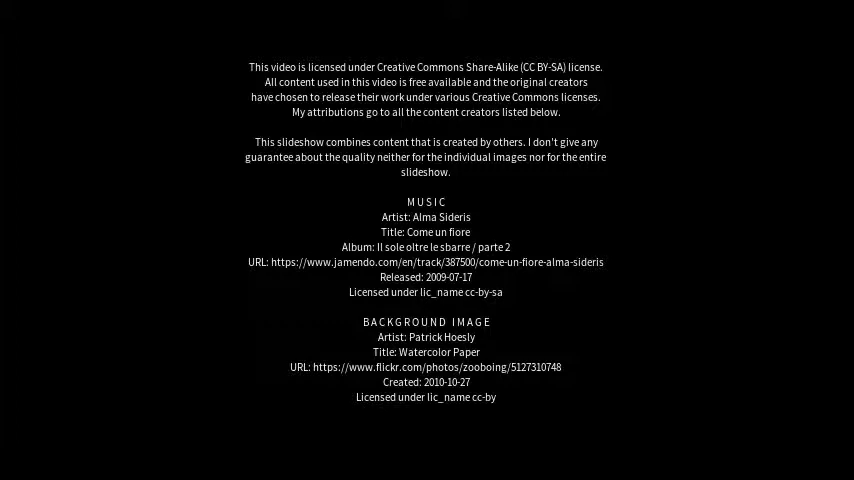 This video is licensed under Creative Commons Share-Alike (CC BY-SA) license.
All content used in this video is free available and the original creators
have chosen to release their work under various Creative Commons licenses.
My attributions go to all the content creators listed below.
This slideshow combines content that is created by others. I don't give any
guarantee about the quality neither for the individual images nor for the entire
slideshow.
MUSIC
Artist: Alma Sideris
Title: Come un fiore
Album: Il sole oltre le sbarre / parte 2
URL: https://www.jamendo.com/en/track/387500/come-un-fiore-alma-sideris
Released: 2009-07-17
Licensed under lic_name cc-by-sa
BACKGROUND IMAGE
Artist: Patrick Hoesly
Title: Watercolor Paper
URL: https://www.flickr.com/photos/zooboing/5127310748
Created: 2010-10-27
Licensed under lic_name cc-by